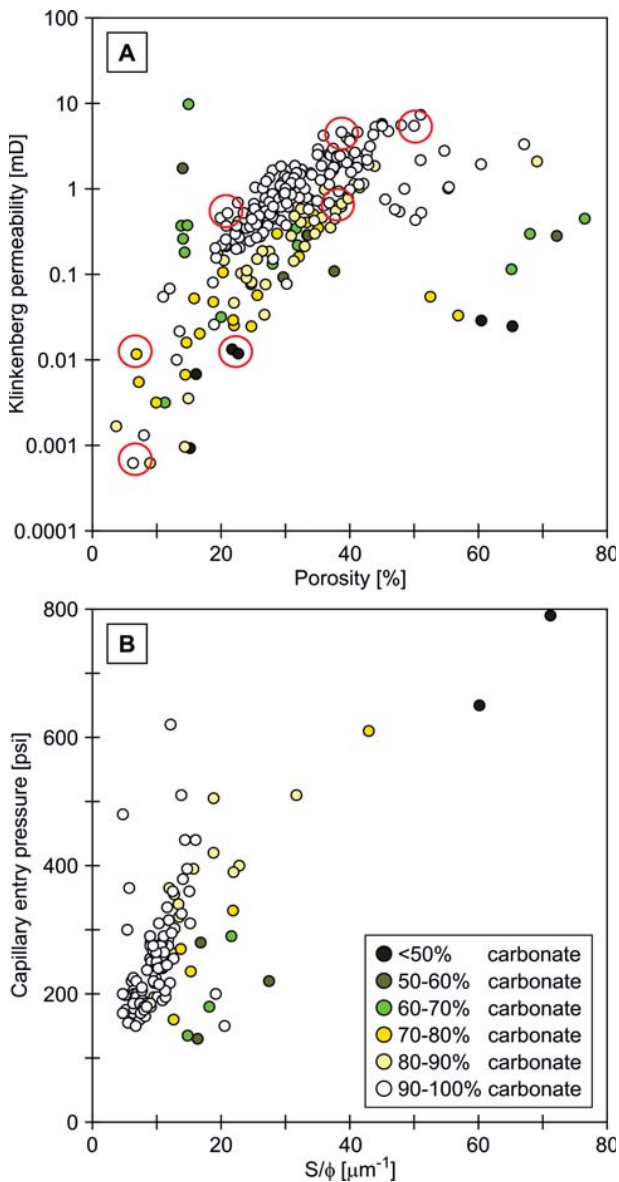 A
Klinkenberg permeability [mD]
100
10
1
0.1
0.01
0.001
0.0001
0 20 40 60 80
Porosity [%]
B
Capillary entry pressure [psi]
800
600
400
200
0
0 20 40 60 80
S/ϕ [µm⁻¹]
<50% carbonate
50-60% carbonate
60-70% carbonate
70-80% carbonate
80-90% carbonate
90-100% carbonate